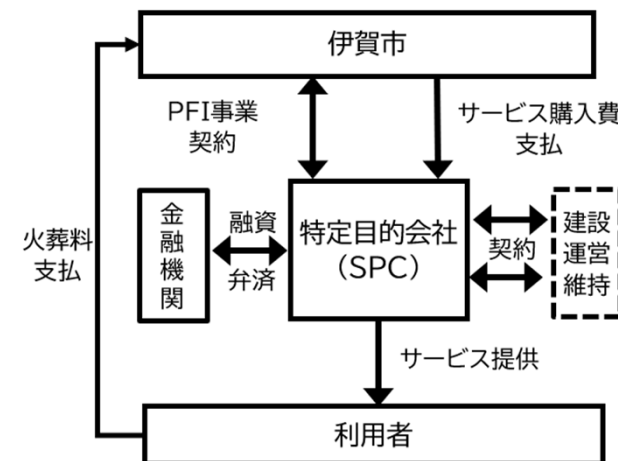 伊賀市
PFI事業
契約
サービス購入費
支払
火葬料
支払
金融機関
融資
弁済
特定目的会社
（SPC）
契約
建設
運営
維持
サービス提供
利用者